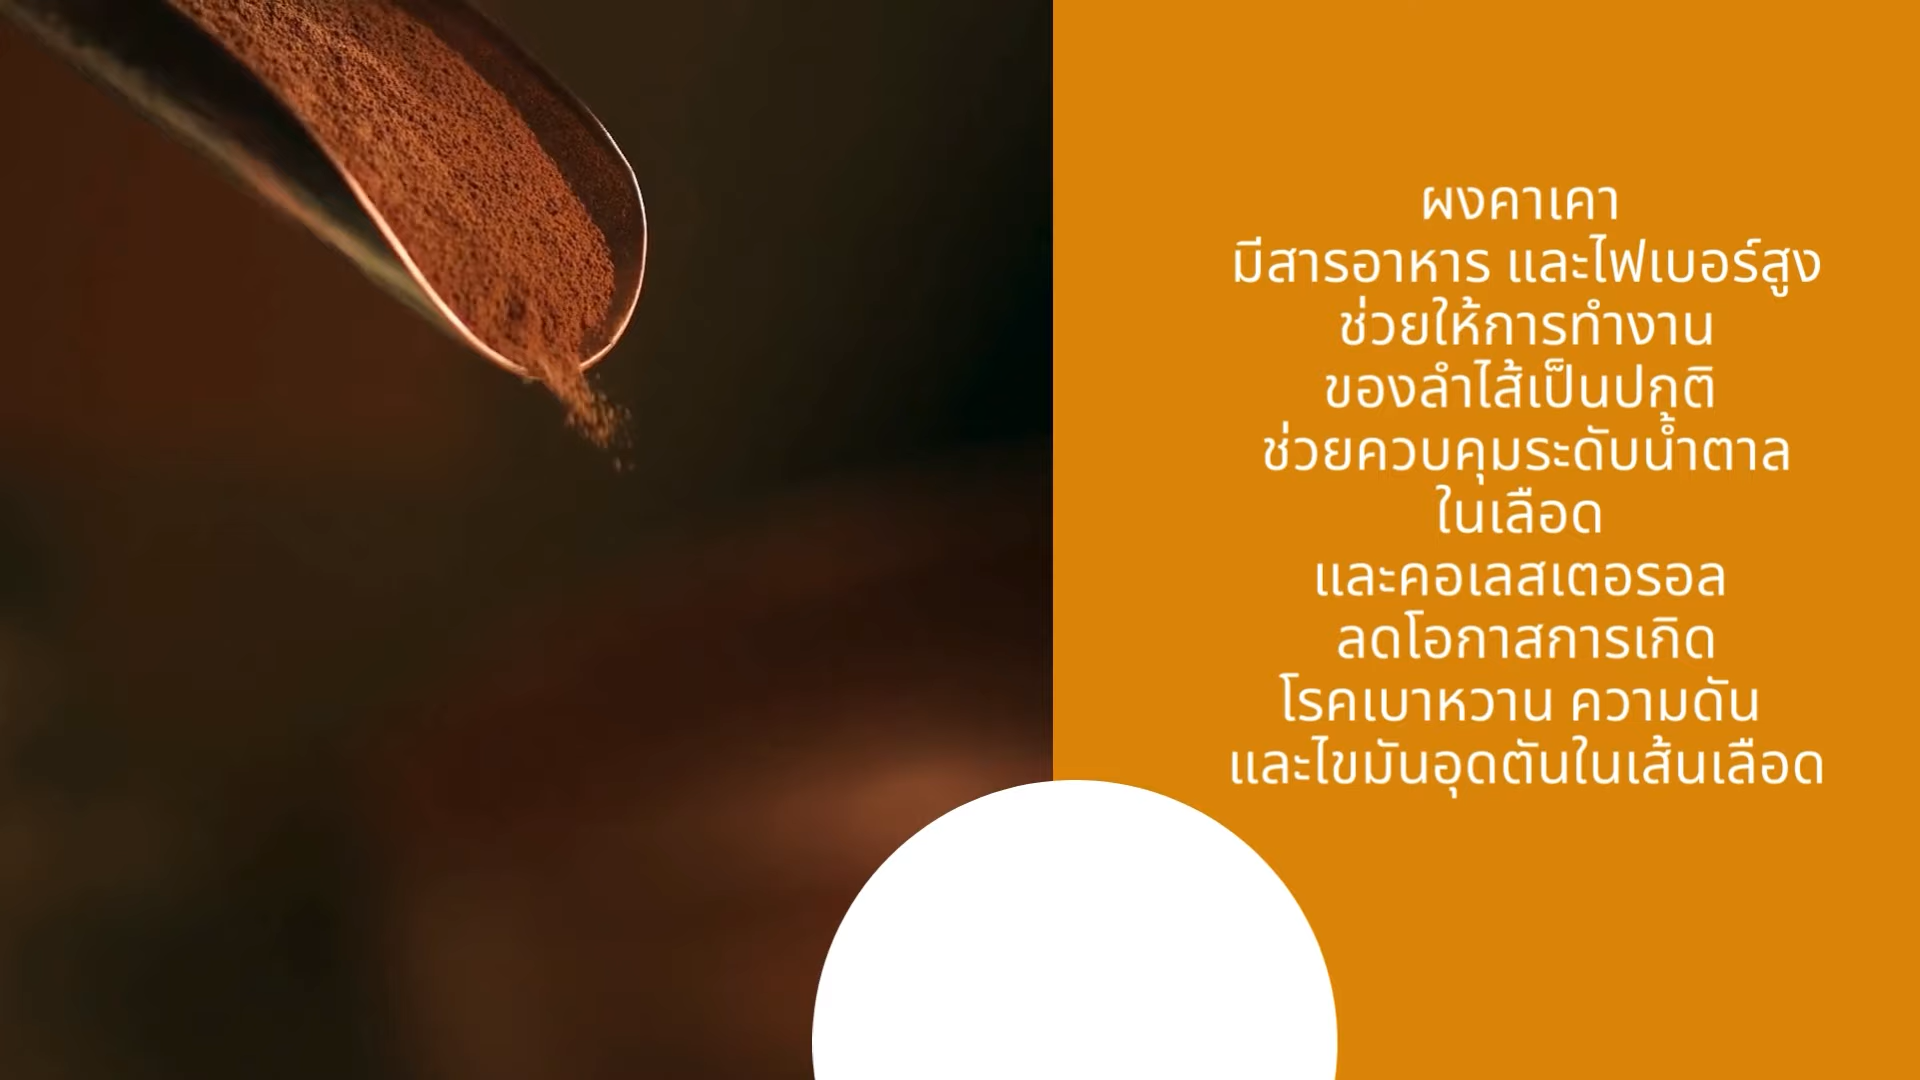 ผงคาเคา
มีสารอาหาร และไฟเบอร์สูง
ช่วยให้การทำงาน
ของลำไส้เป็นปกติ
ช่วยควบคุมระดับน้ำตาล
ในเลือด
และคอเลสเตอรอล
ลดโอกาสการเกิด
โรคเบาหวาน ความดัน
และไขมันอุดตันในเส้นเลือด